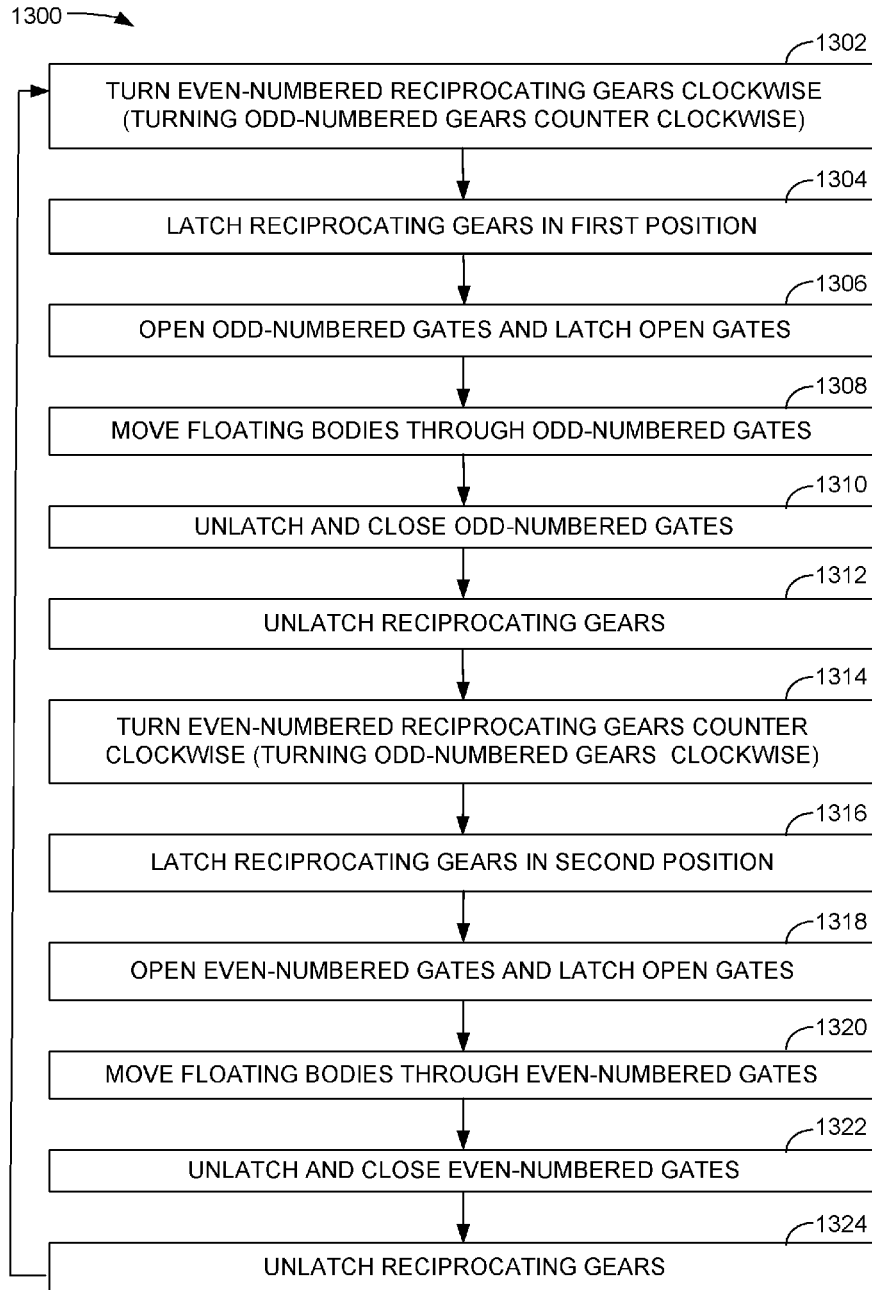 1300
1302
TURN EVEN-NUMBERED RECIPROCATING GEARS CLOCKWISE
(TURNING ODD-NUMBERED GEARS COUNTER CLOCKWISE)
1304
LATCH RECIPROCATING GEARS IN FIRST POSITION
1306
OPEN ODD-NUMBERED GATES AND LATCH OPEN GATES
1308
MOVE FLOATING BODIES THROUGH ODD-NUMBERED GATES
1310
UNLATCH AND CLOSE ODD-NUMBERED GATES
1312
UNLATCH RECIPROCATING GEARS
1314
TURN EVEN-NUMBERED RECIPROCATING GEARS COUNTER
CLOCKWISE (TURNING ODD-NUMBERED GEARS CLOCKWISE)
1316
LATCH RECIPROCATING GEARS IN SECOND POSITION
1318
OPEN EVEN-NUMBERED GATES AND LATCH OPEN GATES
1320
MOVE FLOATING BODIES THROUGH EVEN-NUMBERED GATES
1322
UNLATCH AND CLOSE EVEN-NUMBERED GATES
1324
UNLATCH RECIPROCATING GEARS